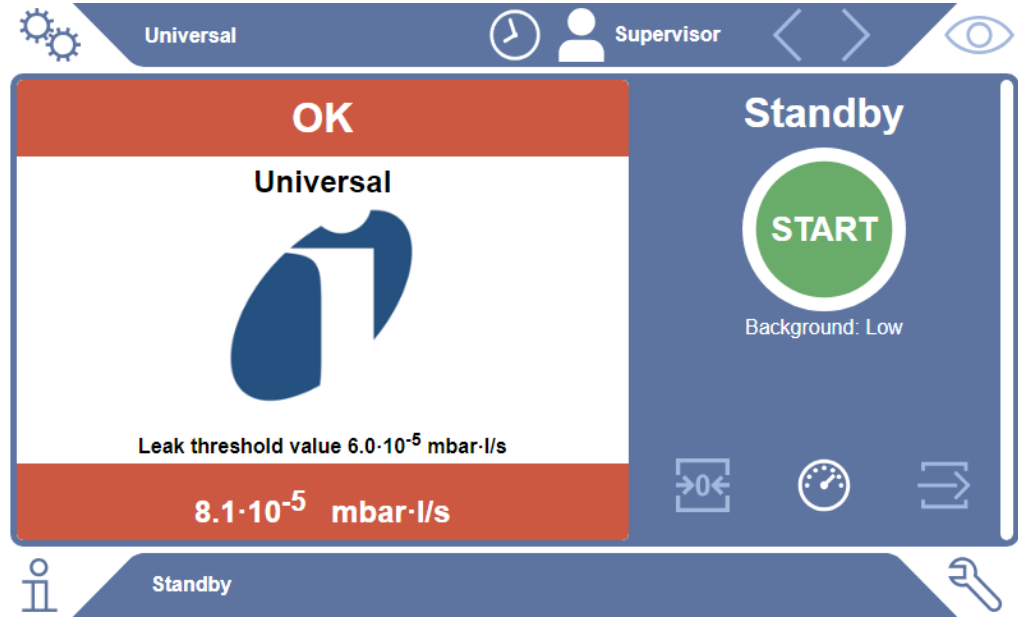 Universal
Supervisor
OK
Universal
Leak threshold value 6.0·10⁻⁵ mbar·l/s
8.1·10⁻⁵ mbar·l/s
Standby
START
Background: Low
→0←
Standby